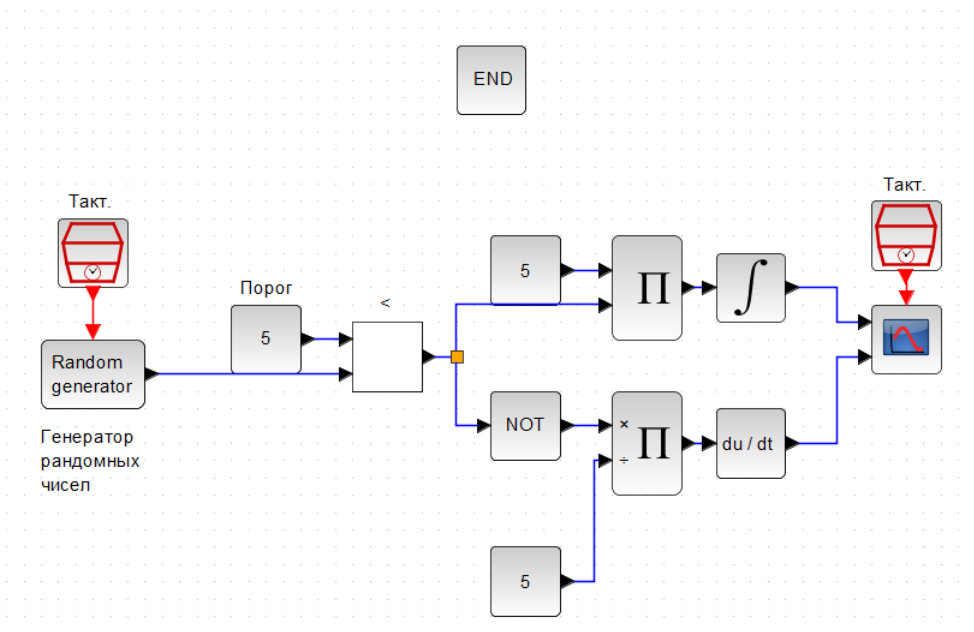 END
Такт.
Такт.
Порог
<
5
5
Random
generator
Генератор
рандомных
чисел
∏
∫
NOT
×
÷
∏
du / dt
5